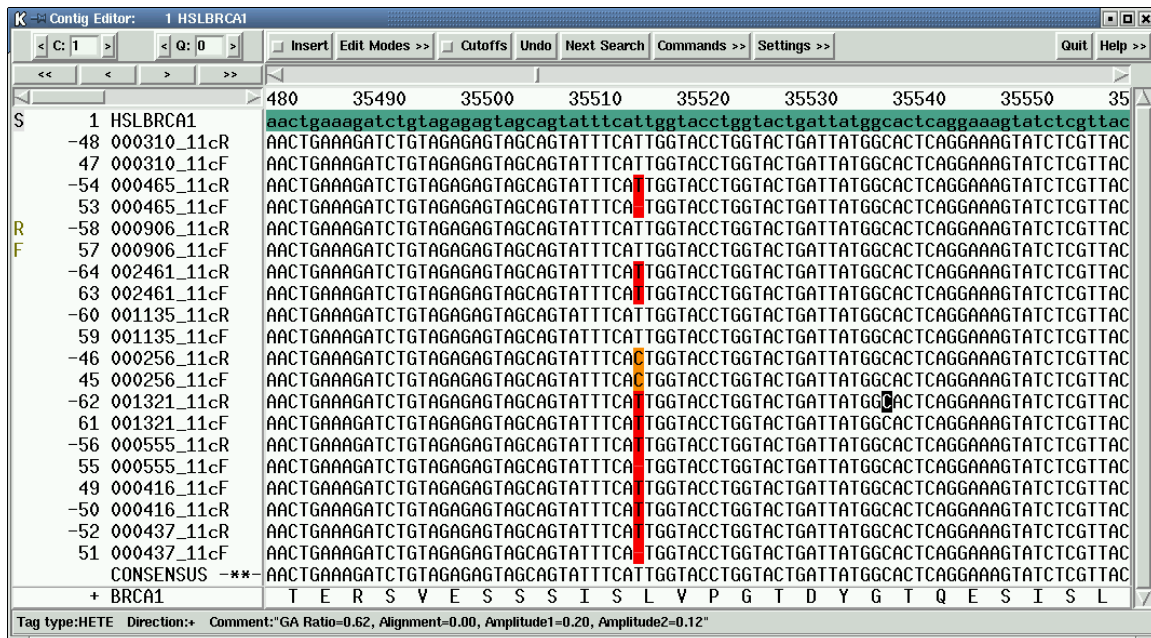 Contig Editor: 1 HSLBRCA1
< C: 1 > < Q: 0 > Insert Edit Modes >> Cutoffs Undo Next Search Commands >> Settings >> Quit Help >>
<< < > >>
480 35490 35500 35510 35520 35530 35540 35550 35
S 1 HSLBRCA1 aactgaaagatctgtagagagtagcagtatttcattggtacctggtactgattatggcactcaggaaagtatctcgttac
-48 000310_11cR AACTGAAAGATCTGTAGAGAGTAGCAGTATTTCATTGGTACCTGGTACTGATTATGGCACTCAGGAAAGTATCTCGTTAC
47 000310_11cF AACTGAAAGATCTGTAGAGAGTAGCAGTATTTCATTGGTACCTGGTACTGATTATGGCACTCAGGAAAGTATCTCGTTAC
-54 000465_11cR AACTGAAAGATCTGTAGAGAGTAGCAGTATTTCATTGGTACCTGGTACTGATTATGGCACTCAGGAAAGTATCTCGTTAC
53 000465_11cF AACTGAAAGATCTGTAGAGAGTAGCAGTATTTCA-TGGTACCTGGTACTGATTATGGCACTCAGGAAAGTATCTCGTTAC
R -58 000906_11cR AACTGAAAGATCTGTAGAGAGTAGCAGTATTTCATTGGTACCTGGTACTGATTATGGCACTCAGGAAAGTATCTCGTTAC
F 57 000906_11cF AACTGAAAGATCTGTAGAGAGTAGCAGTATTTCATTGGTACCTGGTACTGATTATGGCACTCAGGAAAGTATCTCGTTAC
-64 002461_11cR AACTGAAAGATCTGTAGAGAGTAGCAGTATTTCATTGGTACCTGGTACTGATTATGGCACTCAGGAAAGTATCTCGTTAC
63 002461_11cF AACTGAAAGATCTGTAGAGAGTAGCAGTATTTCATTGGTACCTGGTACTGATTATGGCACTCAGGAAAGTATCTCGTTAC
-60 001135_11cR AACTGAAAGATCTGTAGAGAGTAGCAGTATTTCATTGGTACCTGGTACTGATTATGGCACTCAGGAAAGTATCTCGTTAC
59 001135_11cF AACTGAAAGATCTGTAGAGAGTAGCAGTATTTCATTGGTACCTGGTACTGATTATGGCACTCAGGAAAGTATCTCGTTAC
-46 000256_11cR AACTGAAAGATCTGTAGAGAGTAGCAGTATTTCACTGGTACCTGGTACTGATTATGGCACTCAGGAAAGTATCTCGTTAC
45 000256_11cF AACTGAAAGATCTGTAGAGAGTAGCAGTATTTCACTGGTACCTGGTACTGATTATGGCACTCAGGAAAGTATCTCGTTAC
-62 001321_11cR AACTGAAAGATCTGTAGAGAGTAGCAGTATTTCATTGGTACCTGGTACTGATTATGGCACTCAGGAAAGTATCTCGTTAC
61 001321_11cF AACTGAAAGATCTGTAGAGAGTAGCAGTATTTCATTGGTACCTGGTACTGATTATGGCACTCAGGAAAGTATCTCGTTAC
-56 000555_11cR AACTGAAAGATCTGTAGAGAGTAGCAGTATTTCATTGGTACCTGGTACTGATTATGGCACTCAGGAAAGTATCTCGTTAC
55 000555_11cF AACTGAAAGATCTGTAGAGAGTAGCAGTATTTCA-TGGTACCTGGTACTGATTATGGCACTCAGGAAAGTATCTCGTTAC
49 000416_11cF AACTGAAAGATCTGTAGAGAGTAGCAGTATTTCATTGGTACCTGGTACTGATTATGGCACTCAGGAAAGTATCTCGTTAC
-50 000416_11cR AACTGAAAGATCTGTAGAGAGTAGCAGTATTTCATTGGTACCTGGTACTGATTATGGCACTCAGGAAAGTATCTCGTTAC
-52 000437_11cR AACTGAAAGATCTGTAGAGAGTAGCAGTATTTCATTGGTACCTGGTACTGATTATGGCACTCAGGAAAGTATCTCGTTAC
51 000437_11cF AACTGAAAGATCTGTAGAGAGTAGCAGTATTTCA-TGGTACCTGGTACTGATTATGGCACTCAGGAAAGTATCTCGTTAC
CONSENSUS -**- AACTGAAAGATCTGTAGAGAGTAGCAGTATTTCATTGGTACCTGGTACTGATTATGGCACTCAGGAAAGTATCTCGTTAC
+ BRCA1 T E R S V E S S S I S L V P G T D Y G T Q E S I S L
Tag type:HETE Direction:+ Comment:"GA Ratio=0.62, Alignment=0.00, Amplitude1=0.20, Amplitude2=0.12"